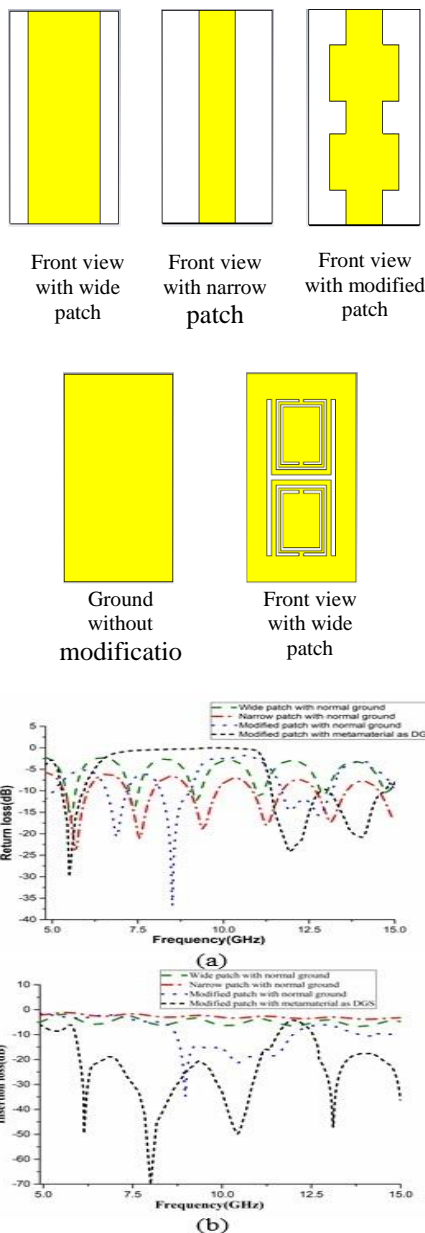 Front view
with wide
patch
Front view
with narrow
patch
Front view
with modified
patch
Ground
without
modificatio
Front view
with wide
patch
Wide patch with normal ground
Narrow patch with normal ground
Modified patch with normal ground
Modified patch with metamaterial as DG
5
0
-5
-10
-15
-20
-25
-30
-35
-40
Return loss(dB)
5.0 7.5 10.0 12.5 15.0
Frequency(GHz)
(a)
Wide patch with normal ground
Narrow patch with normal ground
Modified patch with normal ground
Modified patch with metamaterial as DGS
10
0
-10
-20
-30
-40
-50
-60
-70
Insertion loss(dB)
5.0 7.5 10.0 12.5 15.0
Frequency(GHz)
(b)